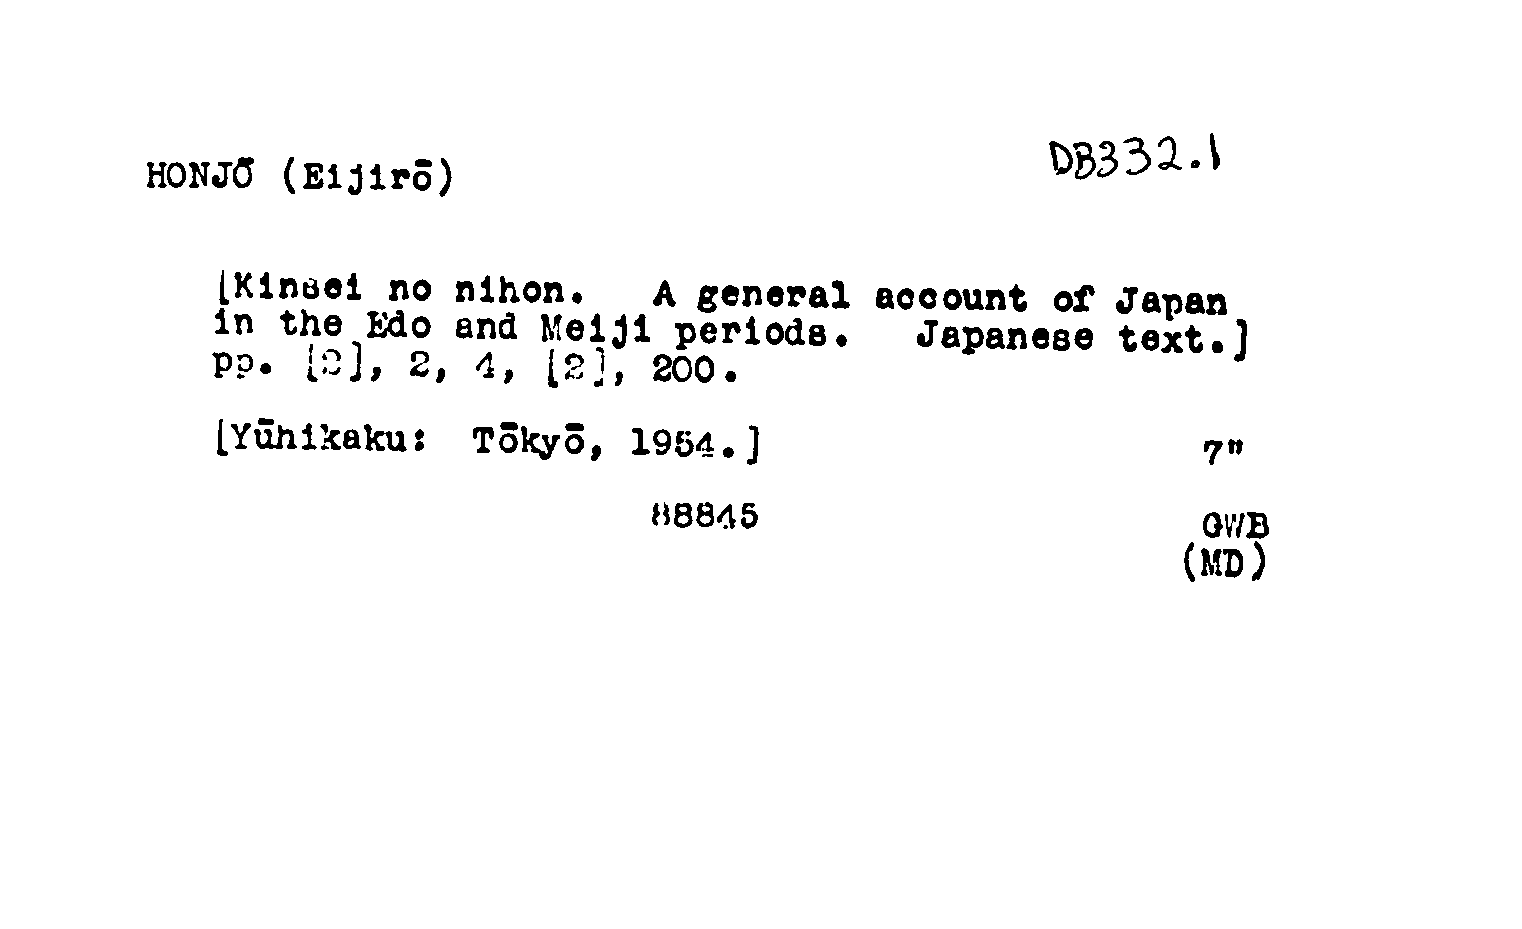 HONJŌ (Eijirō)
DB332.1
[Kinsei no nihon. A general account of Japan
in the Edo and Meiji periods. Japanese text.]
pp. [2], 2, 4, [2], 200.
[Yūhikaku: Tōkyō, 1954.]
7"
88845
GWB
(MD)